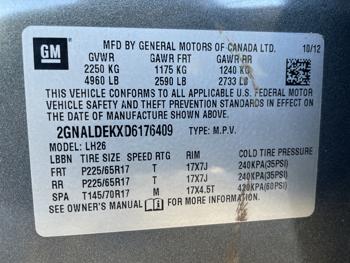 GM
MFD BY GENERAL MOTORS OF CANADA LTD. 10/12
GVWR GAWR FRT GAWR RR
2250 KG 1175 KG 1240 KG
4960 LB 2590 LB 2733 LB
THIS VEHICLE CONFORMS TO ALL APPLICABLE U.S. FEDERAL MOTOR
VEHICLE SAFETY, BUMPER, AND THEFT PREVENTION
STANDARDS IN EFFECT ON
THE DATE OF MANUFACTURE SHOWN ABOVE.
2GNALDEKXD6176409 TYPE: M.P.V.
MODEL: LH26
LBBN TIRE SIZE SPEED RTG RIM COLD TIRE PRESSURE
FRT P225/65R17 T 17X7J 240KPA(35PSI)
RR P225/65R17 T 17X7J 240KPA(35PSI)
SPA T145/70R17 M 17X4.5T 420KPA(60PSI)
SEE OWNER'S MANUAL FOR ADDITIONAL INFORMATION.